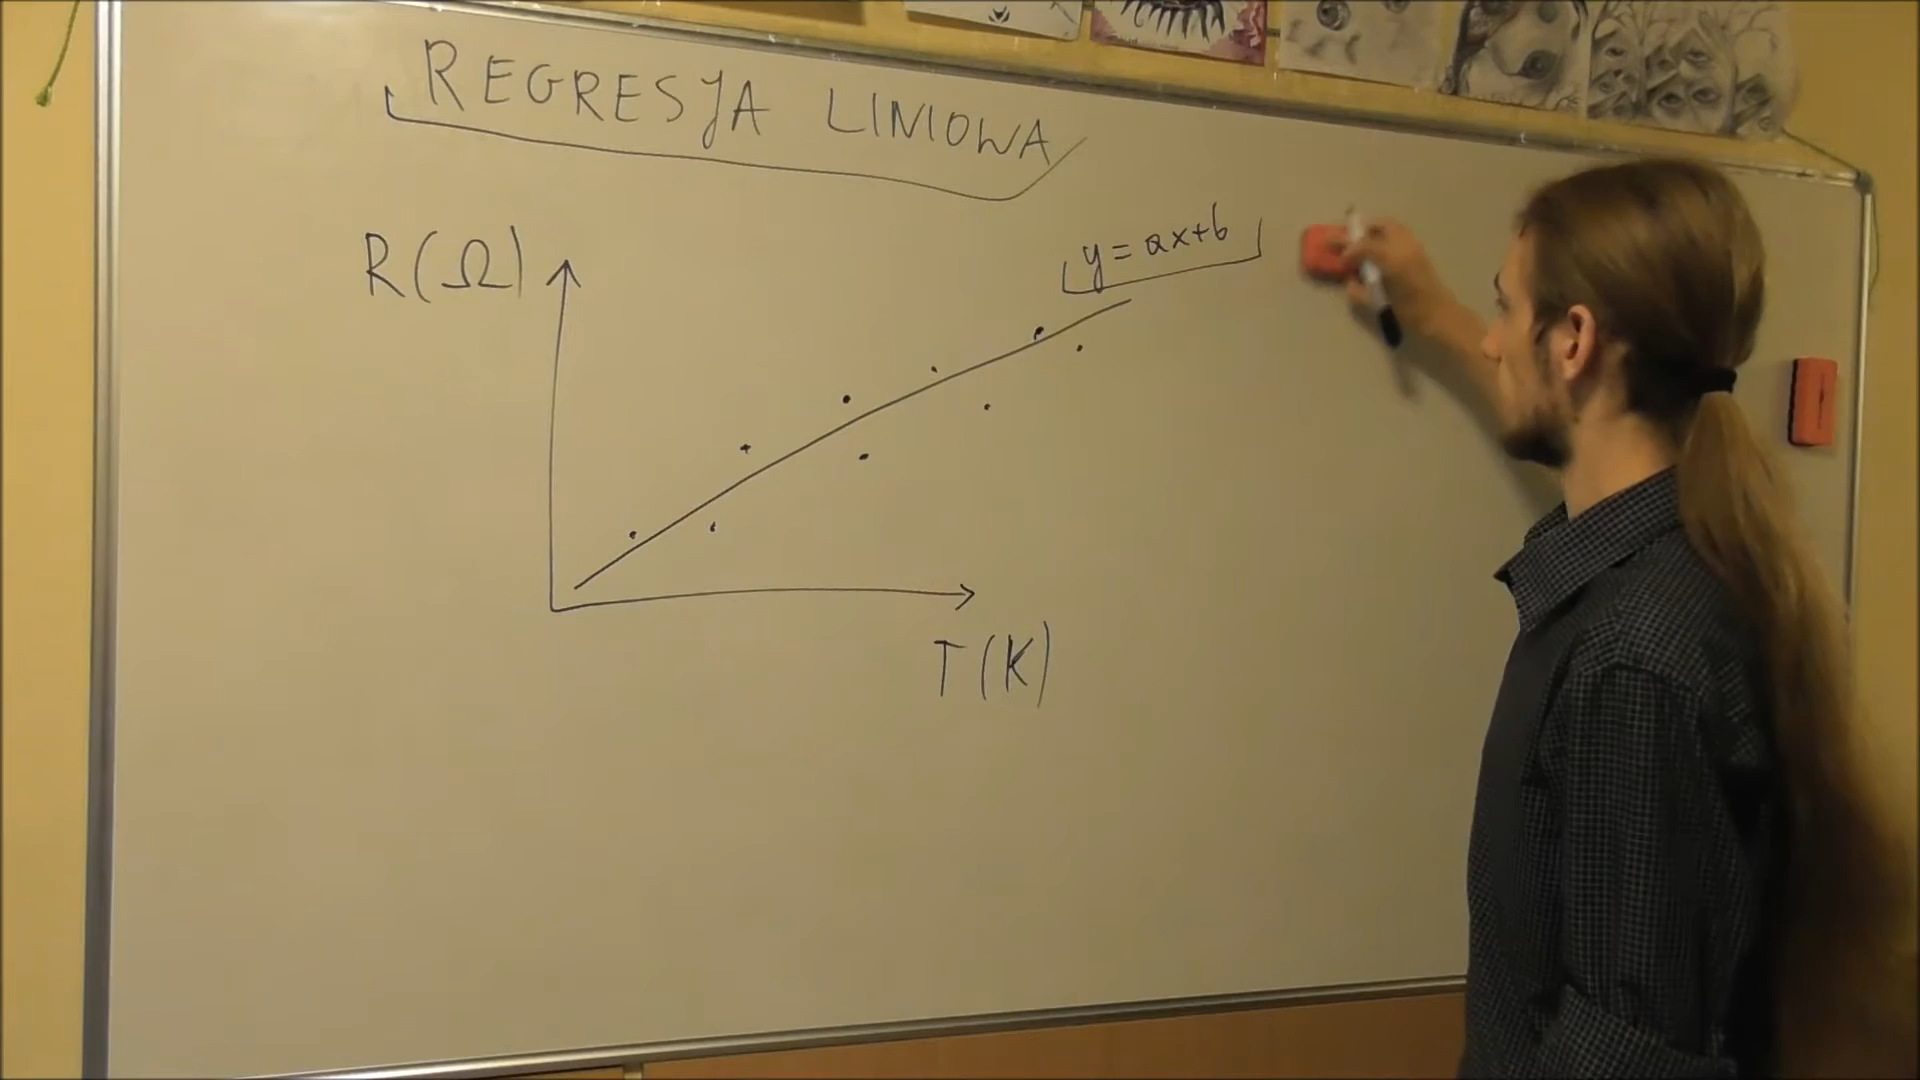 REGRESJA LINIOWA
y = ax+b
R(Ω)
T(K)